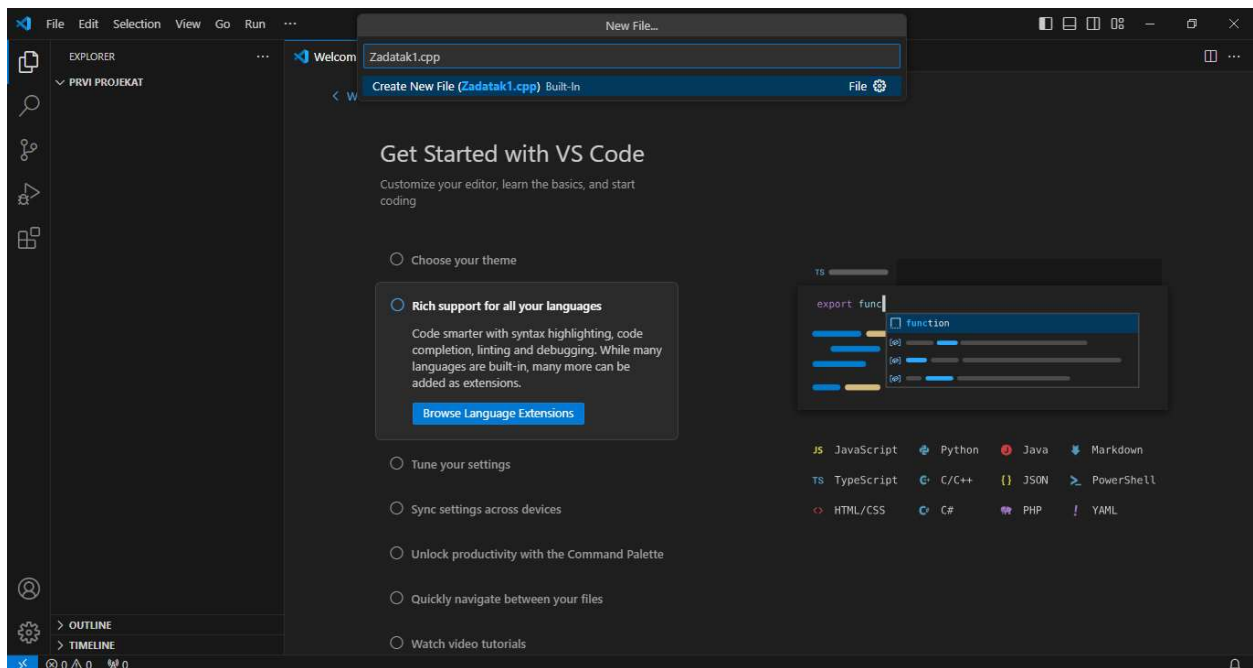 File Edit Selection View Go Run ...
New File...
EXPLORER ...
Welcom
Zadatak1.cpp
...
PRVI PROJEKAT
Create New File (Zadatak1.cpp) Built-In
File
< W
Get Started with VS Code
Customize your editor, learn the basics, and start
coding
Choose your theme
Rich support for all your languages
Code smarter with syntax highlighting, code
completion, linting and debugging. While many
languages are built-in, many more can be
added as extensions.
Browse Language Extensions
Tune your settings
Sync settings across devices
Unlock productivity with the Command Palette
Quickly navigate between your files
Watch video tutorials
TS
export func
function
JS JavaScript Python J Java Markdown
TS TypeScript C/C++ {} JSON PowerShell
<> HTML/CSS C# PHP ! YAML
> OUTLINE
> TIMELINE
0 0 0